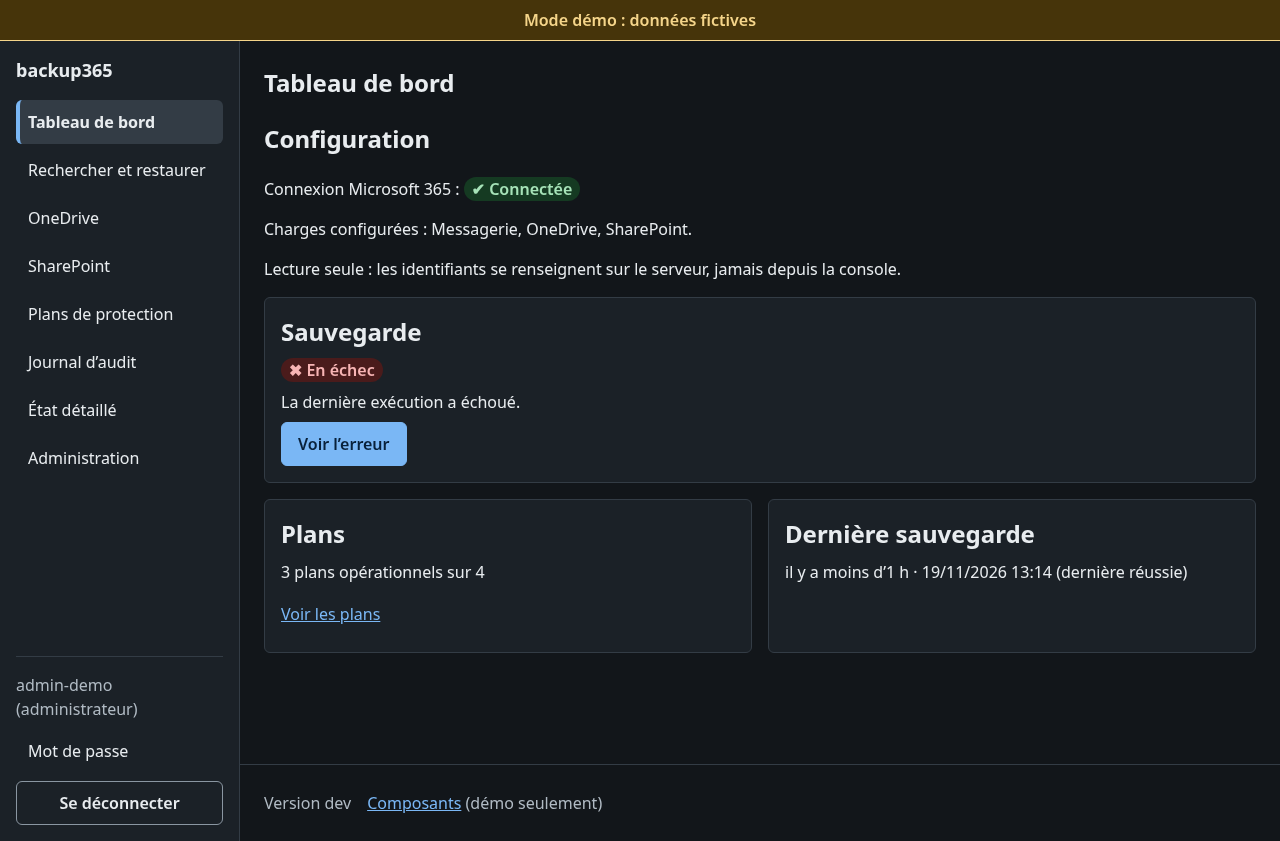 Mode démo : données fictives
backup365
Tableau de bord
Rechercher et restaurer
OneDrive
SharePoint
Plans de protection
Journal d’audit
État détaillé
Administration
admin-demo
(administrateur)
Mot de passe
Se déconnecter
Tableau de bord
Configuration
Connexion Microsoft 365 : ✔ Connectée
Charges configurées : Messagerie, OneDrive, SharePoint.
Lecture seule : les identifiants se renseignent sur le serveur, jamais depuis la console.
Sauvegarde
✖ En échec
La dernière exécution a échoué.
Voir l’erreur
Plans
3 plans opérationnels sur 4
Voir les plans
Dernière sauvegarde
il y a moins d’1 h · 19/11/2026 13:14 (dernière réussie)
Version dev Composants (démo seulement)